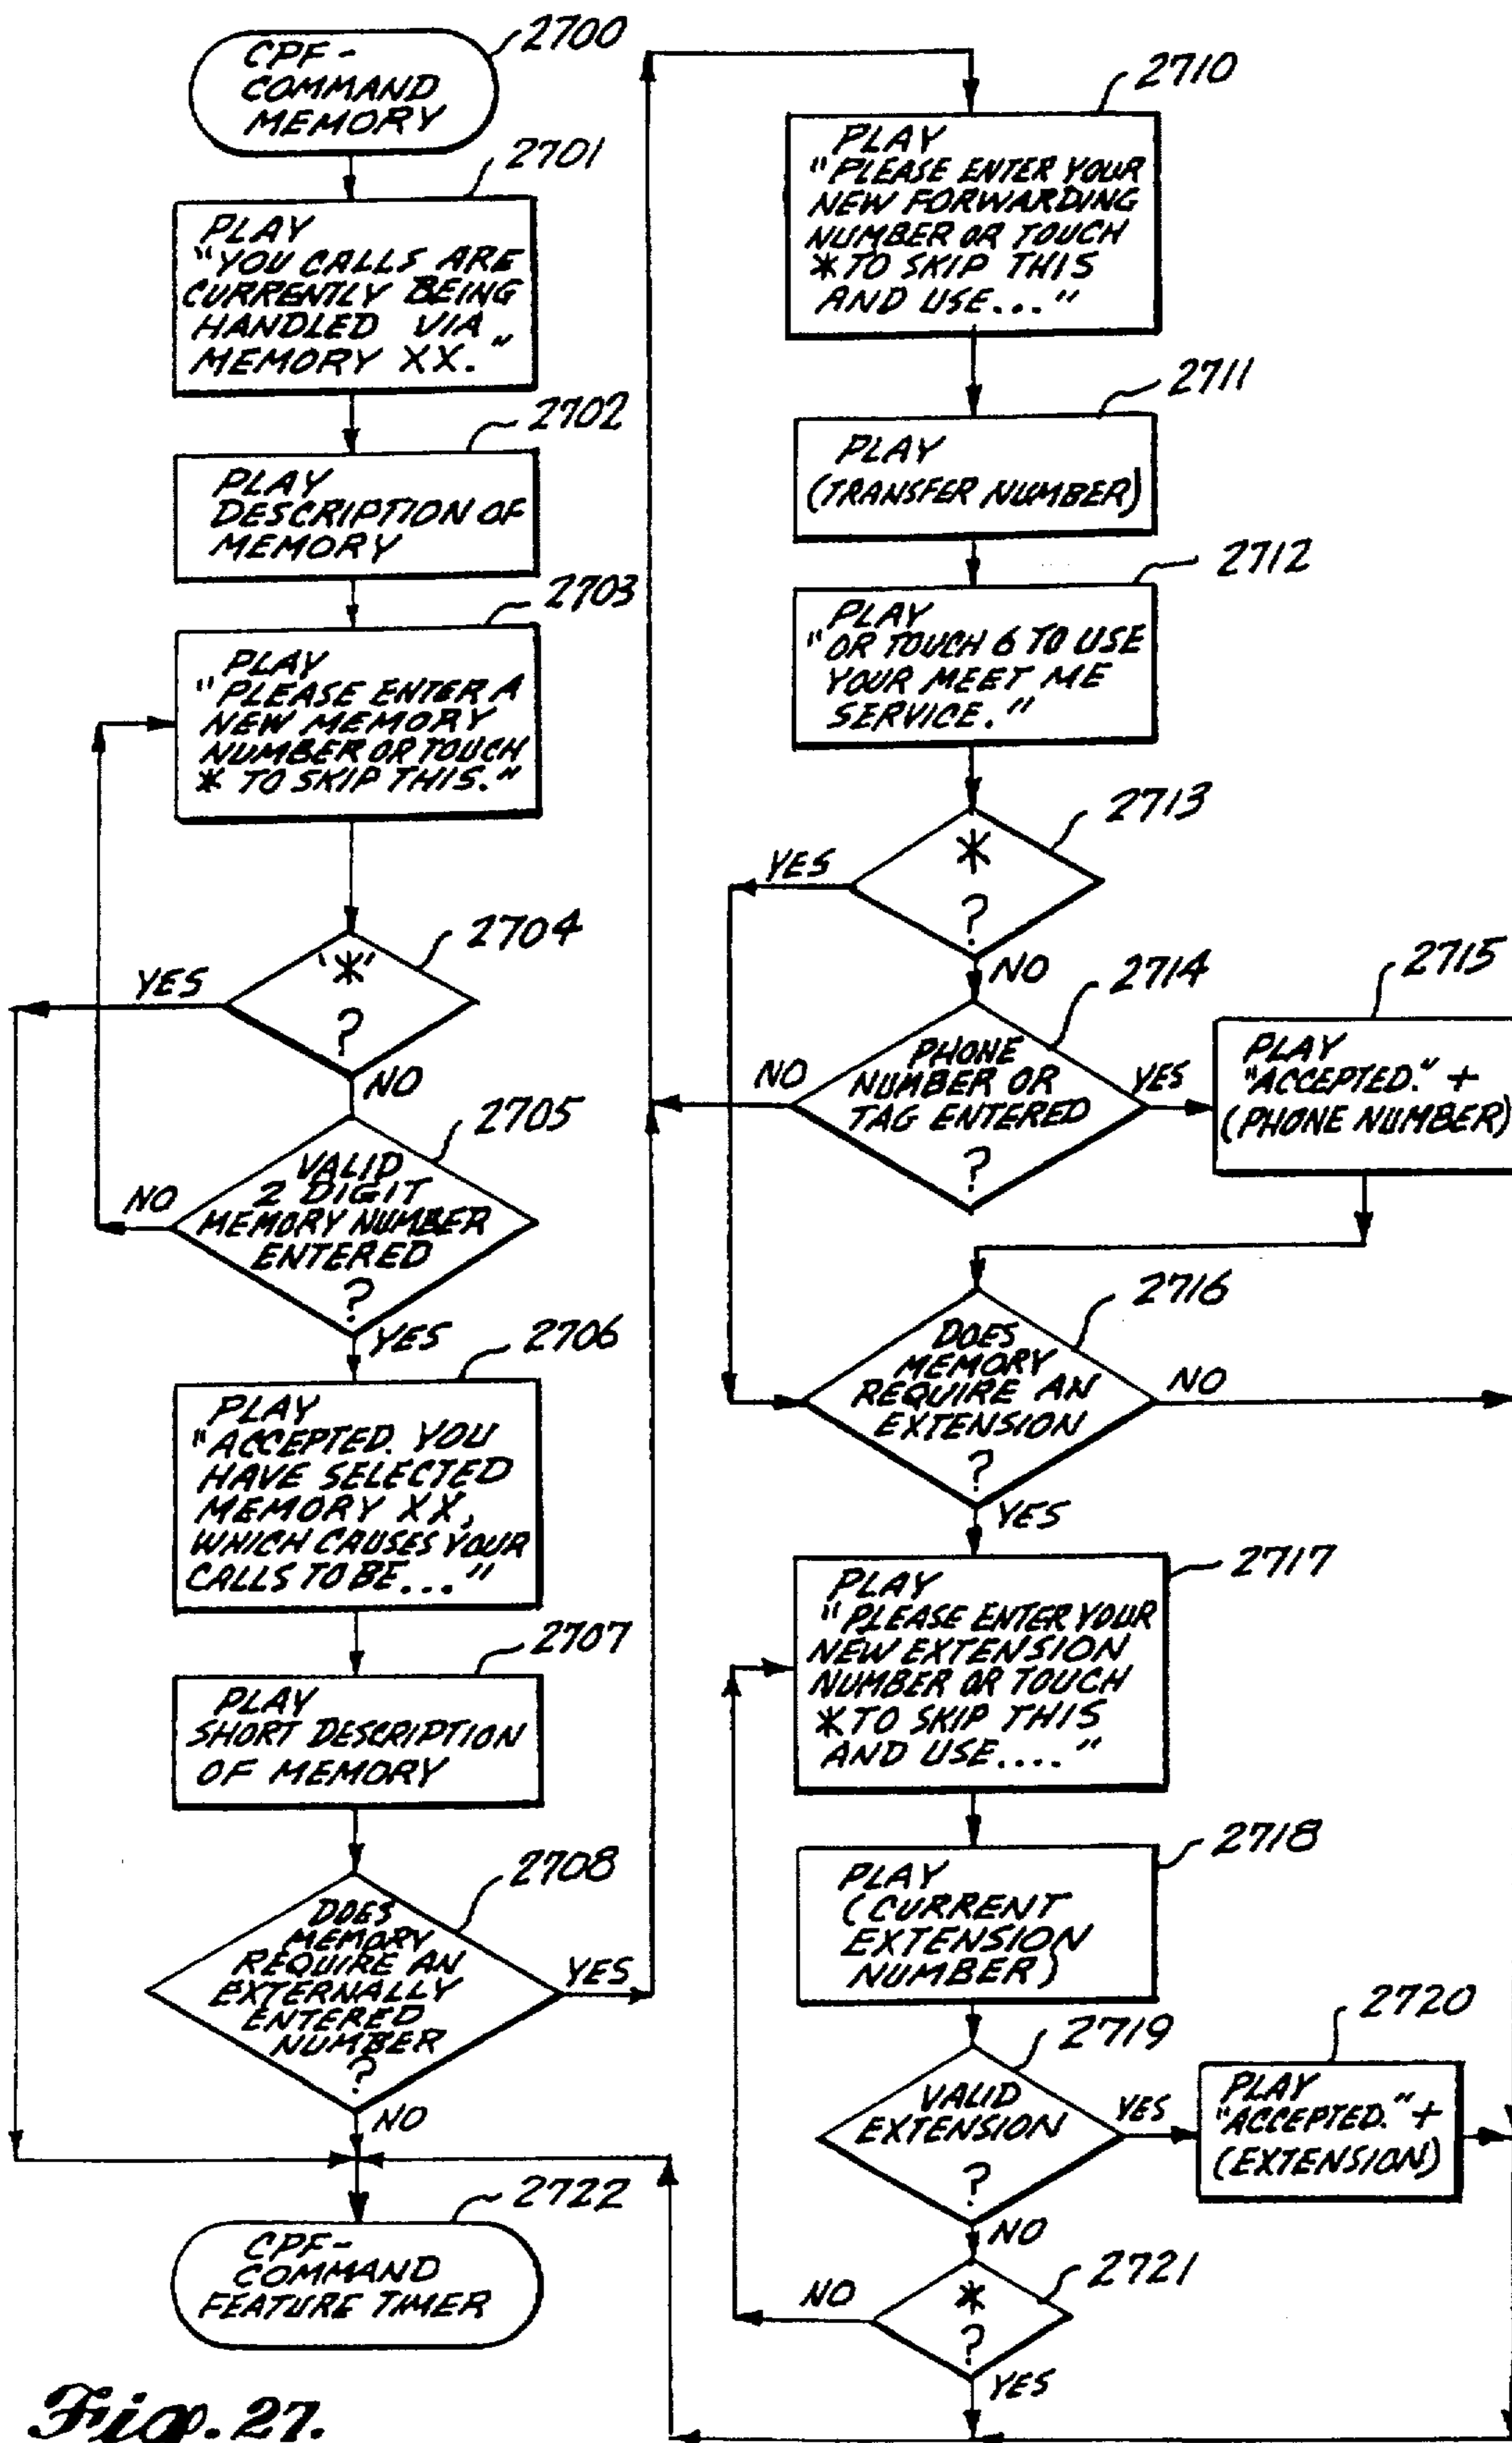 CPF-
COMMAND
MEMORY
2700
2701
PLAY
"YOU CALLS ARE
CURRENTLY BEING
HANDLED VIA
MEMORY XX."
2702
PLAY
DESCRIPTION OF
MEMORY
2703
PLAY
"PLEASE ENTER A
NEW MEMORY
NUMBER OR TOUCH
* TO SKIP THIS."
2704
'*'
?
YES
NO
2705
VALID
2 DIGIT
MEMORY NUMBER
ENTERED
?
NO
YES
2706
PLAY
"ACCEPTED. YOU
HAVE SELECTED
MEMORY XX,
WHICH CAUSES YOUR
CALLS TO BE..."
2707
PLAY
SHORT DESCRIPTION
OF MEMORY
2708
DOES
MEMORY
REQUIRE AN
EXTERNALLY
ENTERED
NUMBER
?
YES
NO
2722
CPF-
COMMAND
FEATURE TIMER
2710
PLAY
"PLEASE ENTER YOUR
NEW FORWARDING
NUMBER OR TOUCH
* TO SKIP THIS
AND USE..."
2711
PLAY
(TRANSFER NUMBER)
2712
PLAY
"OR TOUCH 6 TO USE
YOUR MEET ME
SERVICE."
2713
*
?
YES
NO
2714
PHONE
NUMBER OR
TAG ENTERED
?
NO
YES
2715
PLAY
"ACCEPTED." +
(PHONE NUMBER)
2716
DOES
MEMORY
REQUIRE AN
EXTENSION
?
NO
YES
2717
PLAY
"PLEASE ENTER YOUR
NEW EXTENSION
NUMBER OR TOUCH
* TO SKIP THIS
AND USE...."
2718
PLAY
(CURRENT
EXTENSION
NUMBER)
2719
VALID
EXTENSION
?
YES
NO
2720
PLAY
"ACCEPTED." +
(EXTENSION)
2721
*
?
NO
YES
Fig. 27.